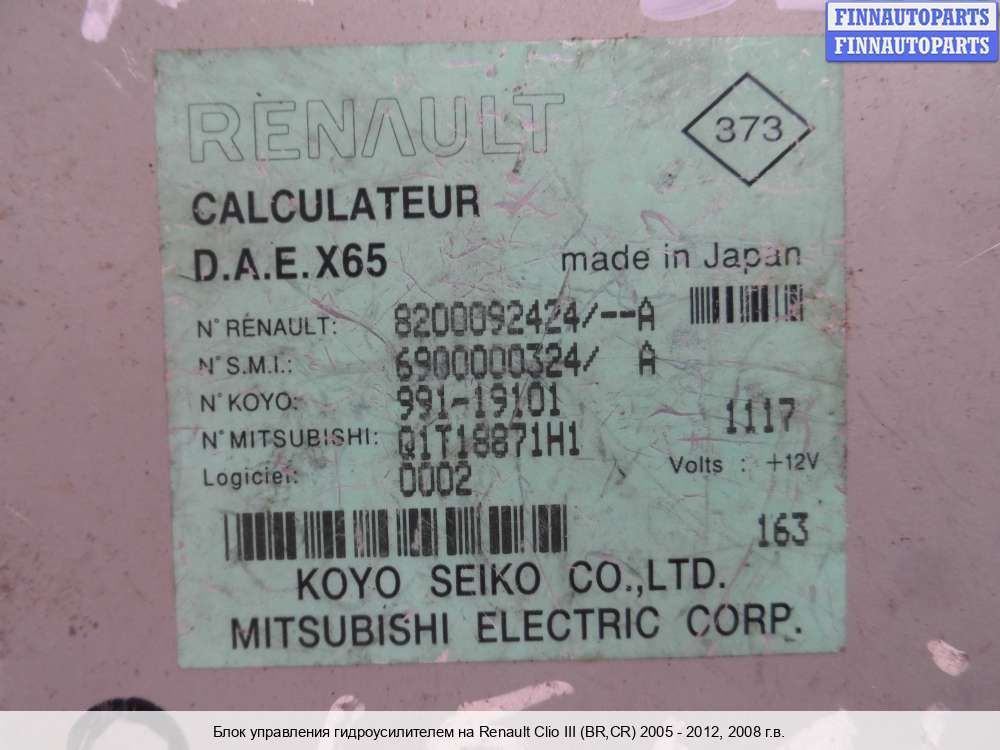 FINNAUTOPARTS
FINNAUTOPARTS
RENAULT
373
CALCULATEUR
D.A.E. X65
made in Japan
N° RENAULT: 8200092424/--A
N° S.M.I.: 6900000324/ A
N° KOYO: 991-19101
1117
N° MITSUBISHI: Q1T18871H1
Logiciel: 0002
Volts : +12V
163
KOYO SEIKO CO.,LTD.
MITSUBISHI ELECTRIC CORP.
Блок управления гидроусилителем на Renault Clio III (BR,CR) 2005 - 2012, 2008 г.в.